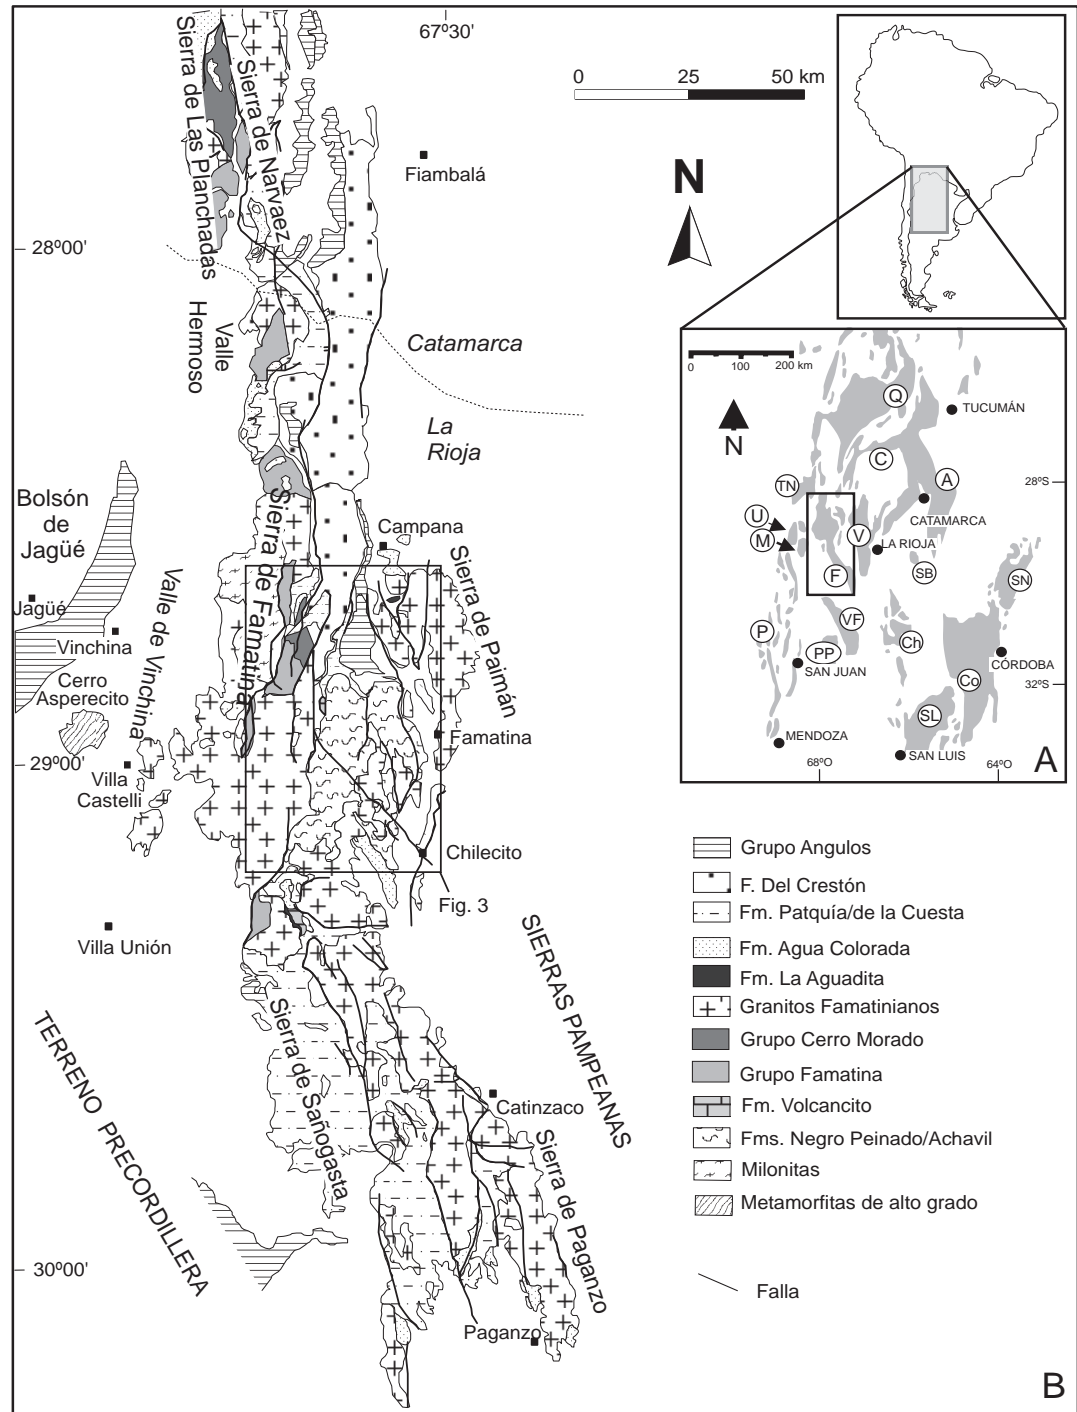 67º30'
0 25 50 km
N
Sierra de Las Planchadas
Sierra de Narvaez
Fiambalá
28º00'
Valle
Hermoso
Catamarca
La
Rioja
Bolsón
de
Jagüé
Jagüé
Vinchina
Cerro
Asperecito
Valle de Vinchina
Sierra de Famatina
Campana
Sierra de Paimán
Famatina
29º00'
Villa
Castelli
Chilecito
Fig. 3
Villa Unión
SIERRAS PAMPEANAS
TERRENO PRECORDILLERA
Sierra de Sañogasta
Catinzaco
Sierra de Paganzo
30º00'
Paganzo
0 100 200 km
N
Q
TUCUMÁN
C
TN
A
28ºS
CATAMARCA
U
M
V
LA RIOJA
F
SB
SN
P
VF
Ch
PP
SAN JUAN
CÓRDOBA
Co
32ºS
SL
MENDOZA
SAN LUIS
68ºO
64ºO
A
Grupo Angulos
F. Del Crestón
Fm. Patquía/de la Cuesta
Fm. Agua Colorada
Fm. La Aguadita
Granitos Famatinianos
Grupo Cerro Morado
Grupo Famatina
Fm. Volcancito
Fms. Negro Peinado/Achavil
Milonitas
Metamorfitas de alto grado
Falla
B